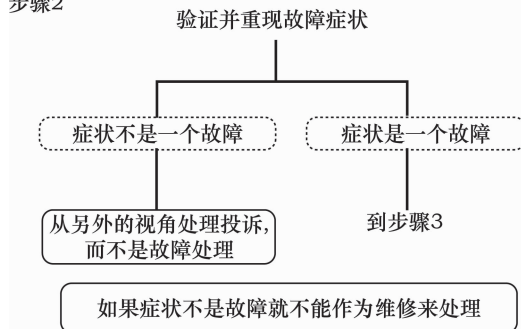 步骤2
验证并重现故障症状
症状不是一个故障
症状是一个故障
从另外的视角处理投诉,
而不是故障处理
到步骤3
如果症状不是故障就不能作为维修来处理